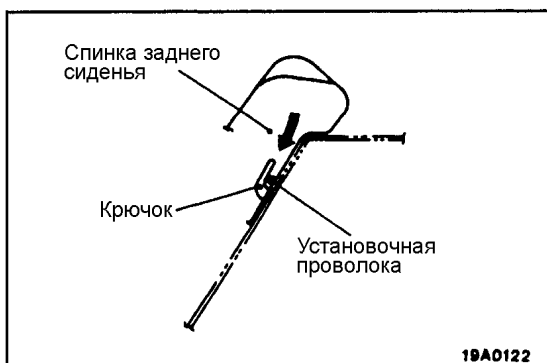 Спинка заднего
сиденья
Крючок
Установочная
проволока
19A0122